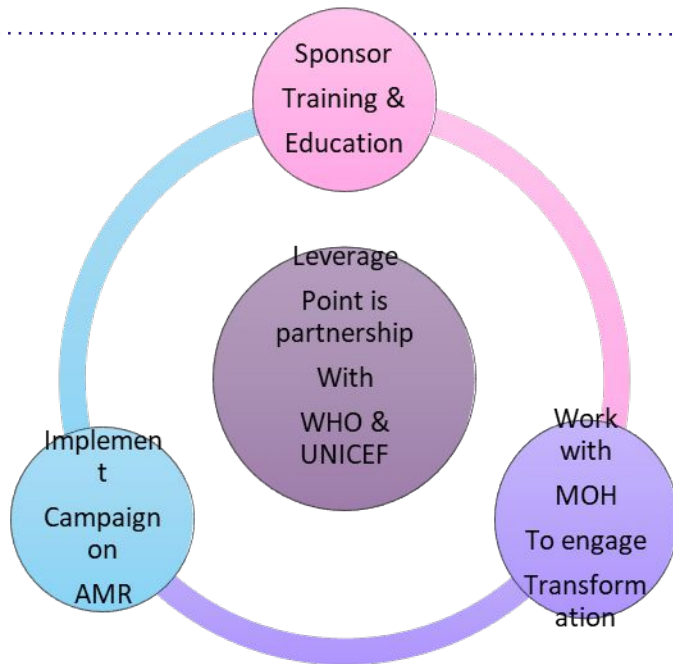 Sponsor
Training &
Education
Leverage
Point is
partnership
With
WHO &
UNICEF
Implemen
t
Campaign
on
AMR
Work
with
MOH
To engage
Transform
ation